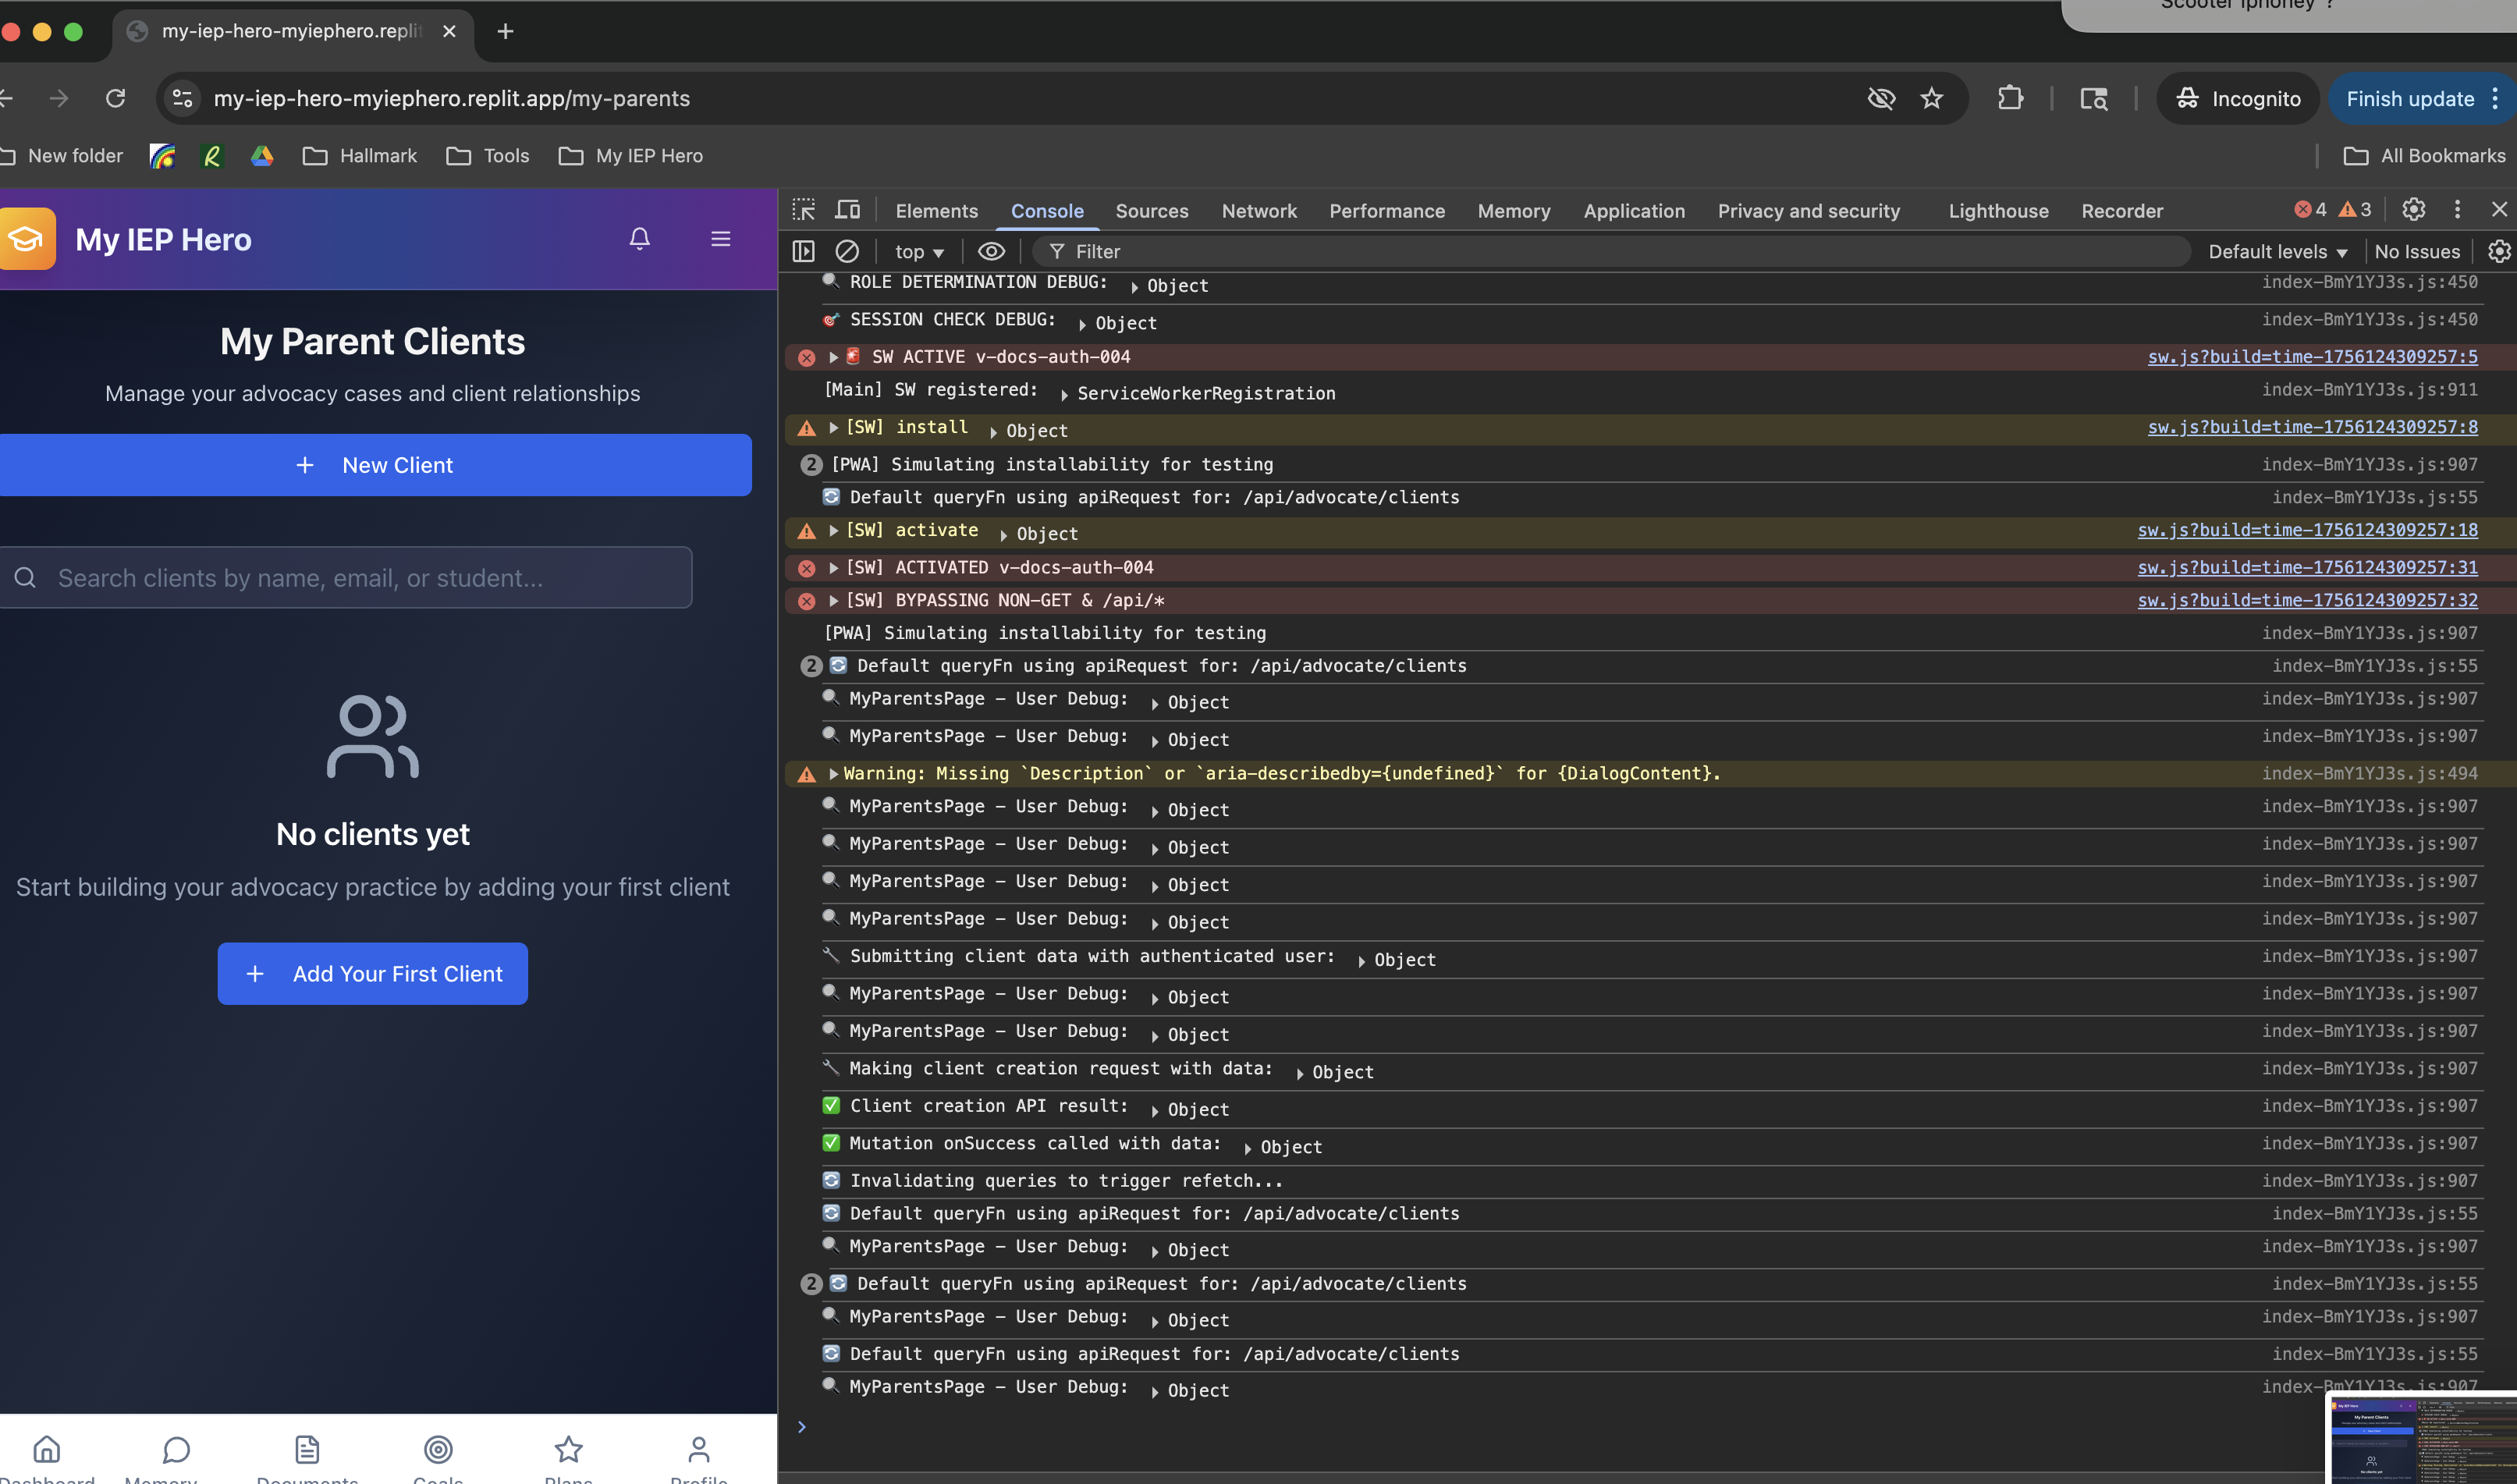 Scooter iphoney ?
my-iep-hero-myiephero.replit
my-iep-hero-myiephero.replit.app/my-parents
Incognito
Finish update
New folder
Hallmark
Tools
My IEP Hero
All Bookmarks
My IEP Hero
My Parent Clients
Manage your advocacy cases and client relationships
+ New Client
Search clients by name, email, or student...
No clients yet
Start building your advocacy practice by adding your first client
+ Add Your First Client
Dashboard
Memory
Documents
Goals
Plans
Profile
Elements Console Sources Network Performance Memory Application Privacy and security Lighthouse Recorder 4 3
top Filter Default levels No Issues
ROLE DETERMINATION DEBUG: Object index-BmY1YJ3s.js:450
SESSION CHECK DEBUG: Object index-BmY1YJ3s.js:450
SW ACTIVE v-docs-auth-004 sw.js?build=time-1756124309257:5
[Main] SW registered: ServiceWorkerRegistration index-BmY1YJ3s.js:911
[SW] install Object sw.js?build=time-1756124309257:8
2 [PWA] Simulating installability for testing index-BmY1YJ3s.js:907
Default queryFn using apiRequest for: /api/advocate/clients index-BmY1YJ3s.js:55
[SW] activate Object sw.js?build=time-1756124309257:18
[SW] ACTIVATED v-docs-auth-004 sw.js?build=time-1756124309257:31
[SW] BYPASSING NON-GET & /api/* sw.js?build=time-1756124309257:32
[PWA] Simulating installability for testing index-BmY1YJ3s.js:907
2 Default queryFn using apiRequest for: /api/advocate/clients index-BmY1YJ3s.js:55
MyParentsPage – User Debug: Object index-BmY1YJ3s.js:907
MyParentsPage – User Debug: Object index-BmY1YJ3s.js:907
Warning: Missing `Description` or `aria-describedby={undefined}` for {DialogContent}. index-BmY1YJ3s.js:494
MyParentsPage – User Debug: Object index-BmY1YJ3s.js:907
MyParentsPage – User Debug: Object index-BmY1YJ3s.js:907
MyParentsPage – User Debug: Object index-BmY1YJ3s.js:907
MyParentsPage – User Debug: Object index-BmY1YJ3s.js:907
Submitting client data with authenticated user: Object index-BmY1YJ3s.js:907
MyParentsPage – User Debug: Object index-BmY1YJ3s.js:907
MyParentsPage – User Debug: Object index-BmY1YJ3s.js:907
Making client creation request with data: Object index-BmY1YJ3s.js:907
Client creation API result: Object index-BmY1YJ3s.js:907
Mutation onSuccess called with data: Object index-BmY1YJ3s.js:907
Invalidating queries to trigger refetch... index-BmY1YJ3s.js:907
Default queryFn using apiRequest for: /api/advocate/clients index-BmY1YJ3s.js:55
MyParentsPage – User Debug: Object index-BmY1YJ3s.js:907
2 Default queryFn using apiRequest for: /api/advocate/clients index-BmY1YJ3s.js:55
MyParentsPage – User Debug: Object index-BmY1YJ3s.js:907
Default queryFn using apiRequest for: /api/advocate/clients index-BmY1YJ3s.js:55
MyParentsPage – User Debug: Object index-BmY1YJ3s.js:907